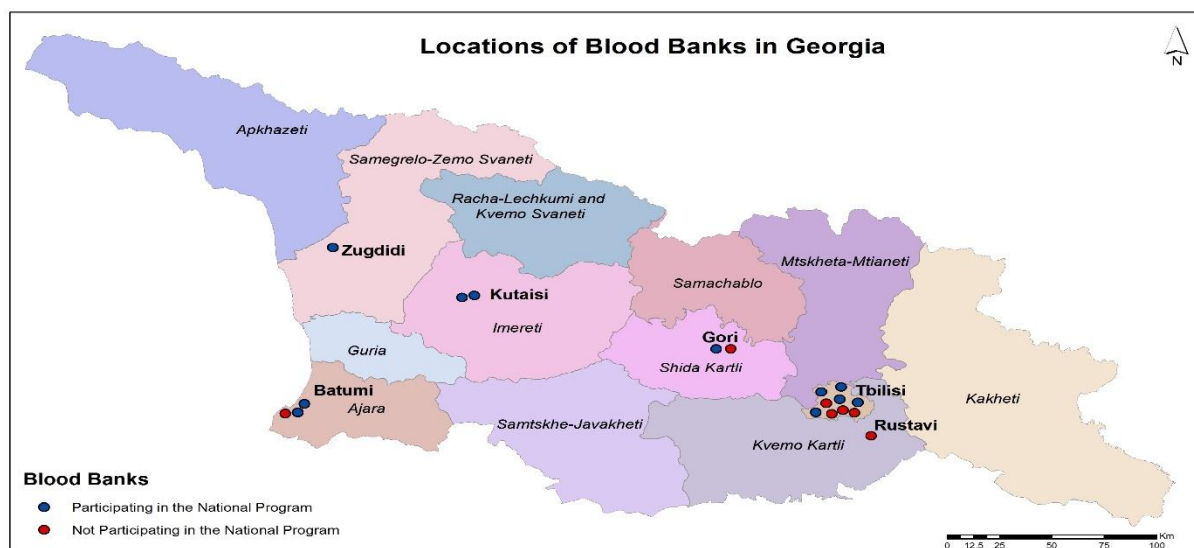 Locations of Blood Banks in Georgia
N
Apkhazeti
Samegrelo-Zemo Svaneti
Racha-Lechkumi and
Kvemo Svaneti
Zugdidi
Mtskheta-Mtianeti
Samachablo
Kutaisi
Imereti
Gori
Guria
Shida Kartli
Batumi
Ajara
Tbilisi
Kakheti
Samtskhe-Javakheti
Rustavi
Kvemo Kartli
Blood Banks
Participating in the National Program
Not Participating in the National Program
Km
0 12.5 25 50 75 100